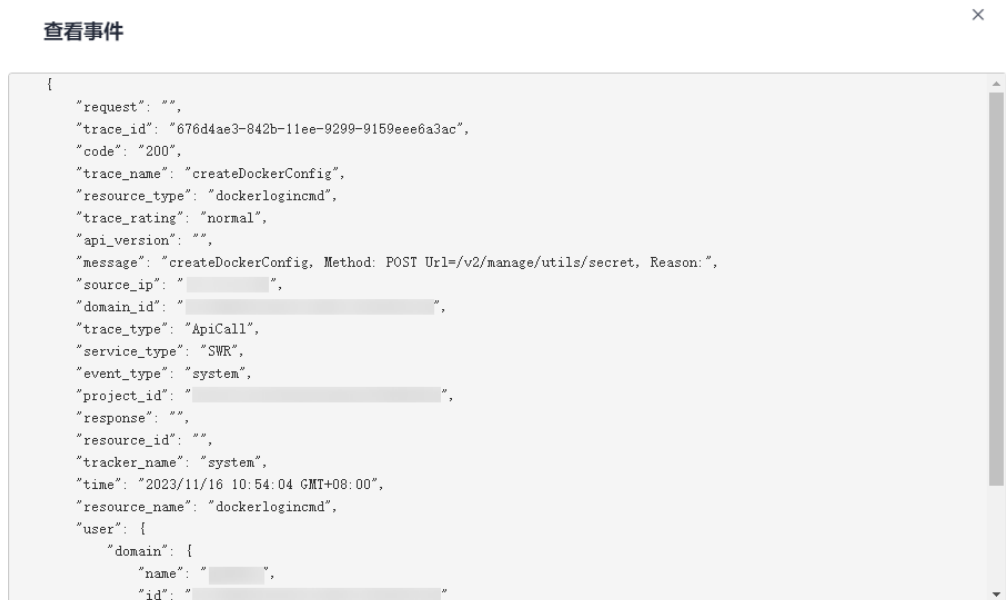 查看事件
{
"request": "",
"trace_id": "676d4ae3-842b-11ee-9299-9159eee6a3ac",
"code": "200",
"trace_name": "createDockerConfig",
"resource_type": "dockerlogincmd",
"trace_rating": "normal",
"api_version": "",
"message": "createDockerConfig, Method: POST Url=/v2/manage/utils/secret, Reason:",
"source_ip": " ",
"domain_id": " ",
"trace_type": "ApiCall",
"service_type": "SWR",
"event_type": "system",
"project_id": " ",
"response": "",
"resource_id": "",
"tracker_name": "system",
"time": "2023/11/16 10:54:04 GMT+08:00",
"resource_name": "dockerlogincmd",
"user": {
"domain": {
"name": " ",
"id": " "